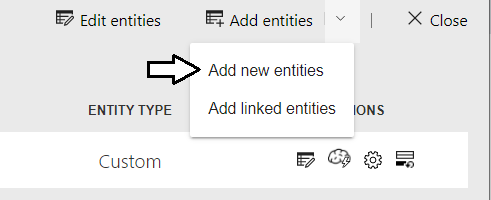 Edit entities Add entities Close
Add new entities
Add linked entities
ENTITY TYPE IONS
Custom